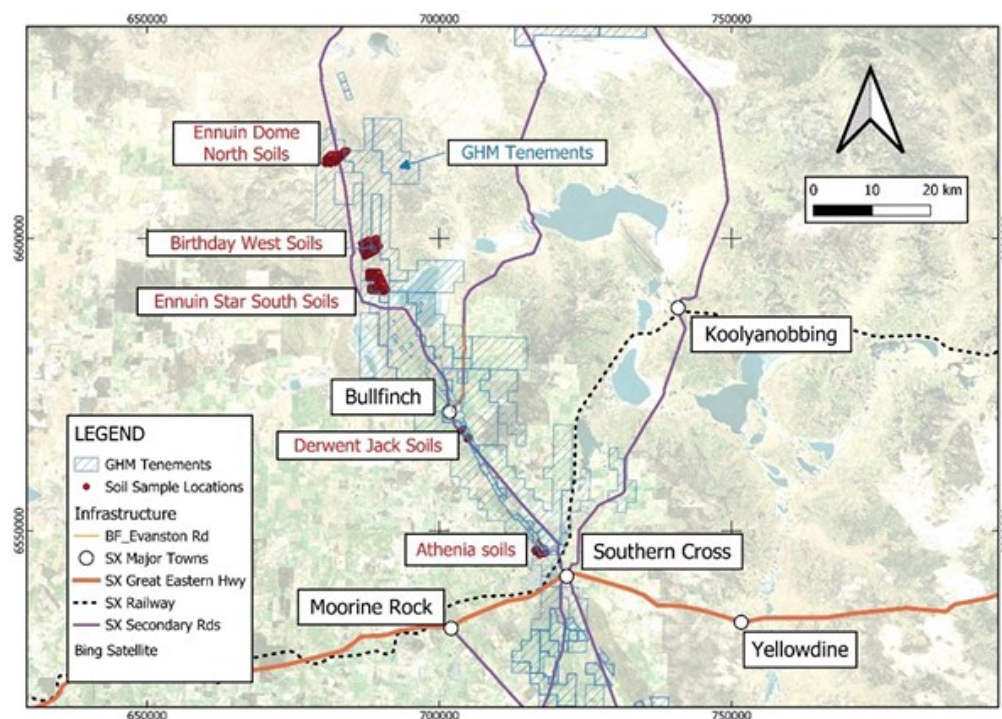 650000
700000
750000
Ennuin Dome
North Soils
GHM Tenements
0 10 20 km
6600000
Birthday West Soils
Ennuin Star South Soils
Koolyanobbing
Bullfinch
Derwent Jack Soils
LEGEND
GHM Tenements
Soil Sample Locations
Infrastructure
BF_Evanston Rd
SX Major Towns
SX Great Eastern Hwy
SX Railway
SX Secondary Rds
Bing Satellite
6550000
Athenia soils
Southern Cross
Moorine Rock
Yellowdine
650000
700000
750000